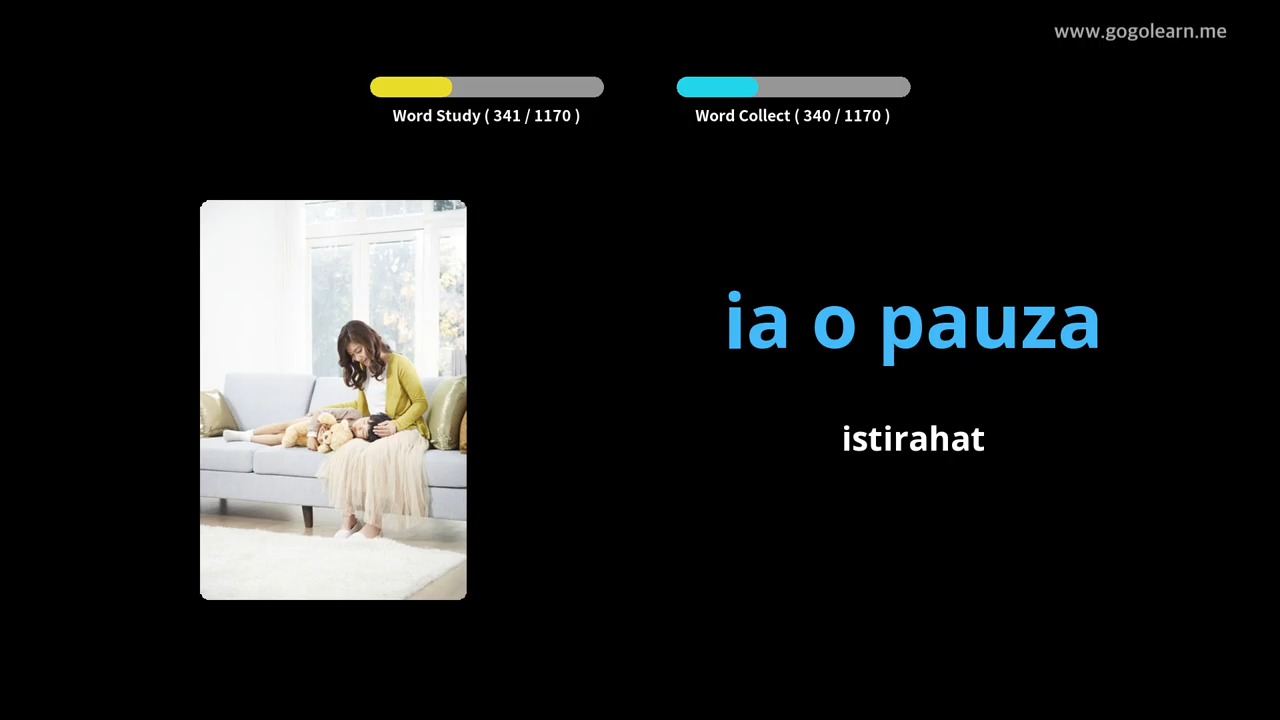 www.gogolearn.me
Word Study ( 341 / 1170 )
Word Collect ( 340 / 1170 )
ia o pauza
istirahat